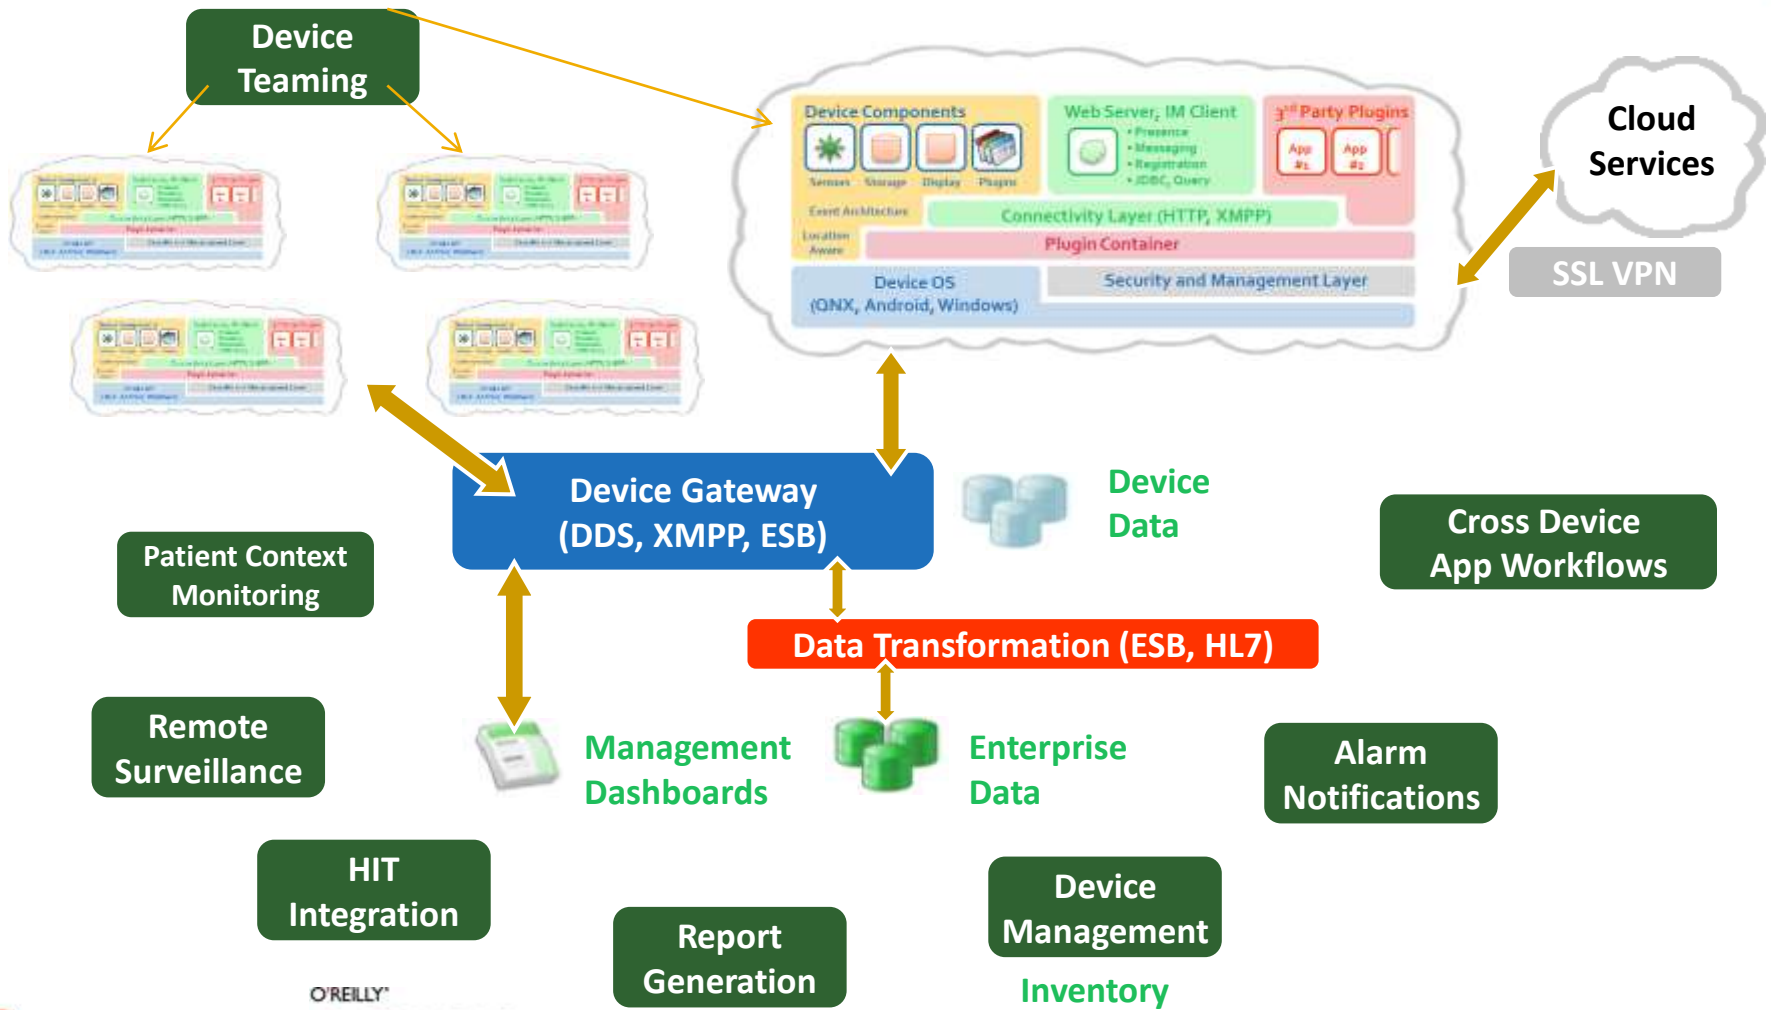 Device
Teaming
Device Components
Sensors Storage Display Plugins
Event Architecture
Location
Aware
Web Server, IM Client
• Presence
• Messaging
• Registration
• JDBC, Query
3rd Party Plugins
App
#1
App
#2
Connectivity Layer (HTTP, XMPP)
Plugin Container
Device OS
(QNX, Android, Windows)
Security and Management Layer
Cloud
Services
SSL VPN
Device Gateway
(DDS, XMPP, ESB)
Device
Data
Cross Device
App Workflows
Patient Context
Monitoring
Data Transformation (ESB, HL7)
Remote
Surveillance
Management
Dashboards
Enterprise
Data
Alarm
Notifications
HIT
Integration
Report
Generation
Device
Management
Inventory
O'REILLY